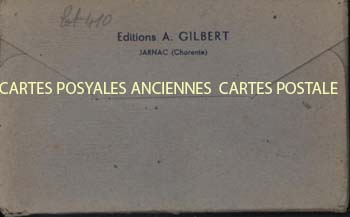 Lot 410
Editions A. GILBERT
JARNAC (Charente)
CARTES POSYALES ANCIENNES CARTES POSTALE